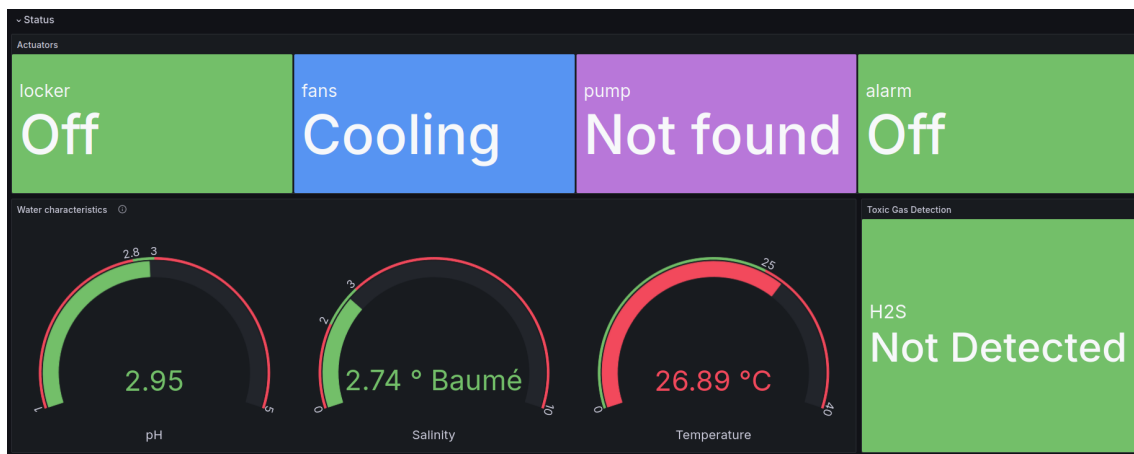 Status
Actuators
locker
Off
fans
Cooling
pump
Not found
alarm
Off
Water characteristics
2.8 3
1
5
2.95
pH
2
3
0
10
2.74 ° Baumé
Salinity
25
0
40
26.89 °C
Temperature
Toxic Gas Detection
H2S
Not Detected